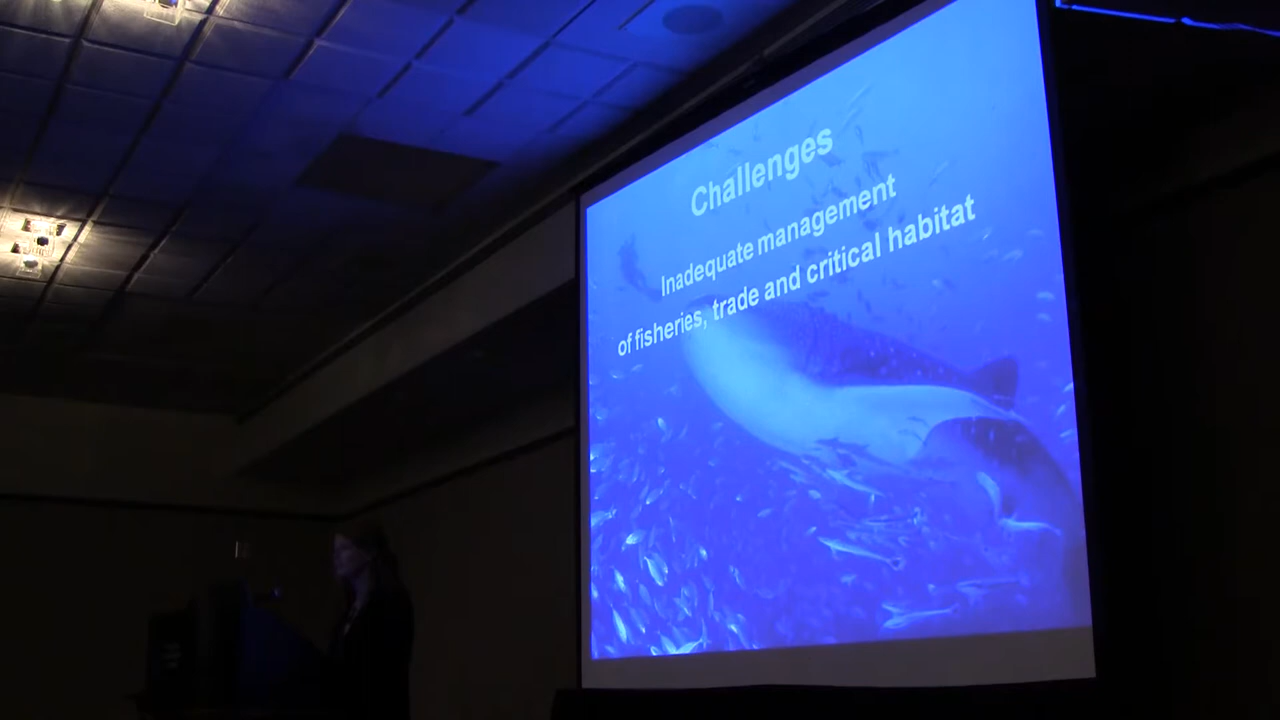 Challenges
Inadequate management
of fisheries, trade and critical habitat